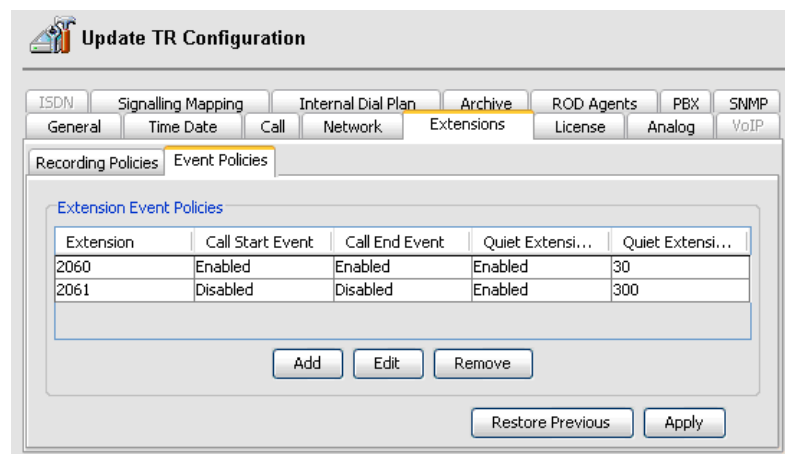 Update TR Configuration
ISDN Signalling Mapping Internal Dial Plan Archive ROD Agents PBX SNMP
General Time Date Call Network Extensions License Analog VoIP
Recording Policies Event Policies
Extension Event Policies
Extension Call Start Event Call End Event Quiet Extensi... Quiet Extensi...
2060 Enabled Enabled Enabled 30
2061 Disabled Disabled Enabled 300
Add Edit Remove
Restore Previous Apply